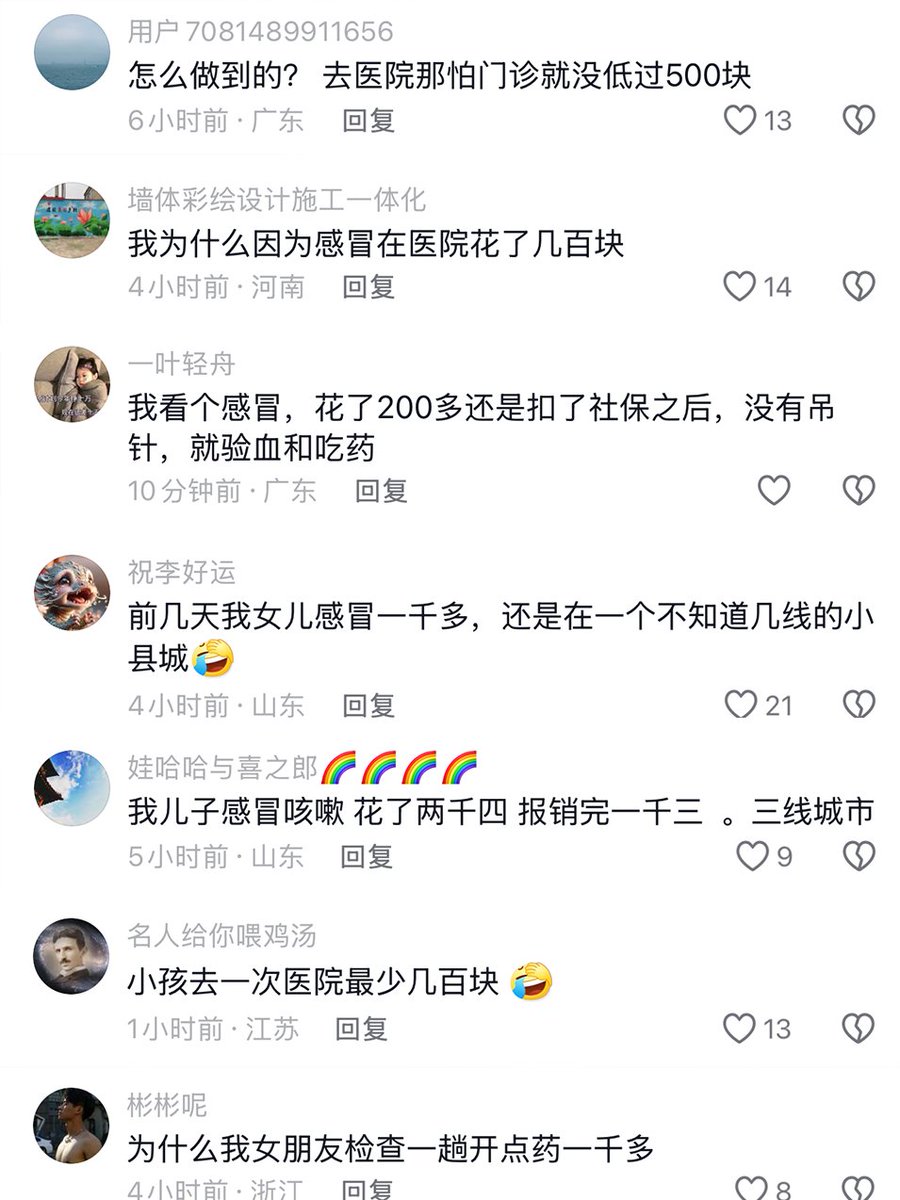 用户7081489911656
怎么做到的? 去医院那怕门诊就没低过500块
6小时前·广东 回复 13
墙体彩绘设计施工一体化
我为什么因为感冒在医院花了几百块
4小时前·河南 回复 14
一叶轻舟
我看个感冒，花了200多还是扣了社保之后，没有吊
针，就验血和吃药
10分钟前·广东 回复
祝李好运
前几天我女儿感冒一千多，还是在一个不知道几线的小
县城🤣
4小时前·山东 回复 21
娃哈哈与喜之郎🌈🌈🌈🌈
我儿子感冒咳嗽 花了两千四 报销完一千三 。三线城市
5小时前·山东 回复 9
名人给你喂鸡汤
小孩去一次医院最少几百块 🤣
1小时前·江苏 回复 13
彬彬呢
为什么我女朋友检查一趟开点药一千多
4小时前·浙江 回复 8